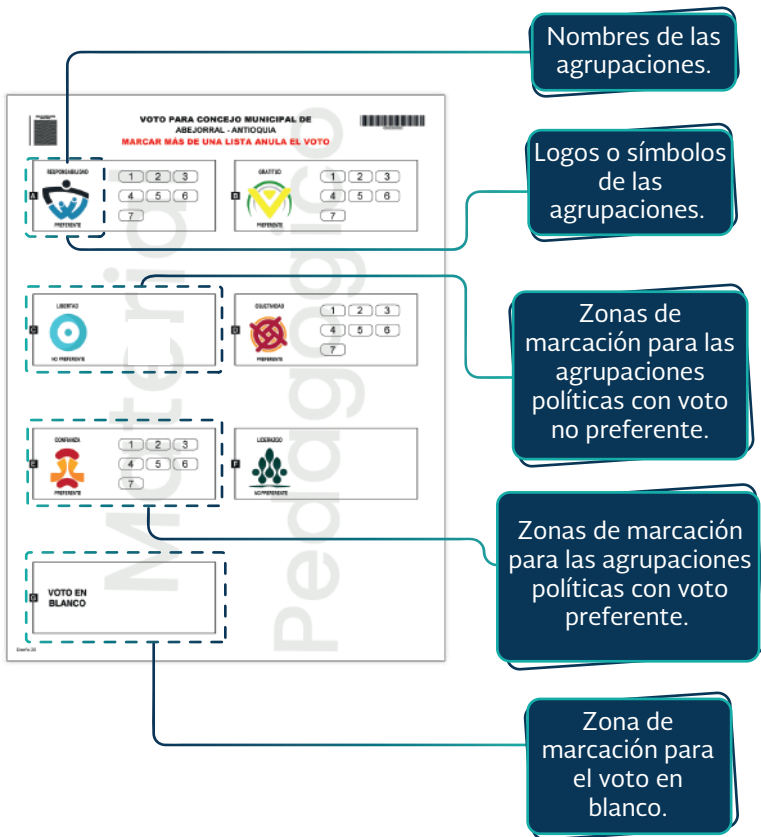 Nombres de las
agrupaciones.
VOTO PARA CONCEJO MUNICIPAL DE
ABEJORRAL - ANTIOQUIA
MARCAR MÁS DE UNA LISTA ANULA EL VOTO
Logos o símbolos
de las
agrupaciones.
RESPONSABILIDAD
A
1 2 3
4 5 6
7
PREFERENTE
GRATITUD
B
1 2 3
4 5 6
7
PREFERENTE
Zonas de
marcación para las
agrupaciones
políticas con voto
no preferente.
LIBERTAD
C
NO PREFERENTE
OBJETIVIDAD
D
1 2 3
4 5 6
7
PREFERENTE
CONFIANZA
E
1 2 3
4 5 6
7
PREFERENTE
LIDERAZGO
F
NO PREFERENTE
Zonas de marcación
para las agrupaciones
políticas con voto
preferente.
G
VOTO EN
BLANCO
Zona de
marcación para
el voto en
blanco.
Material
Pedagógico